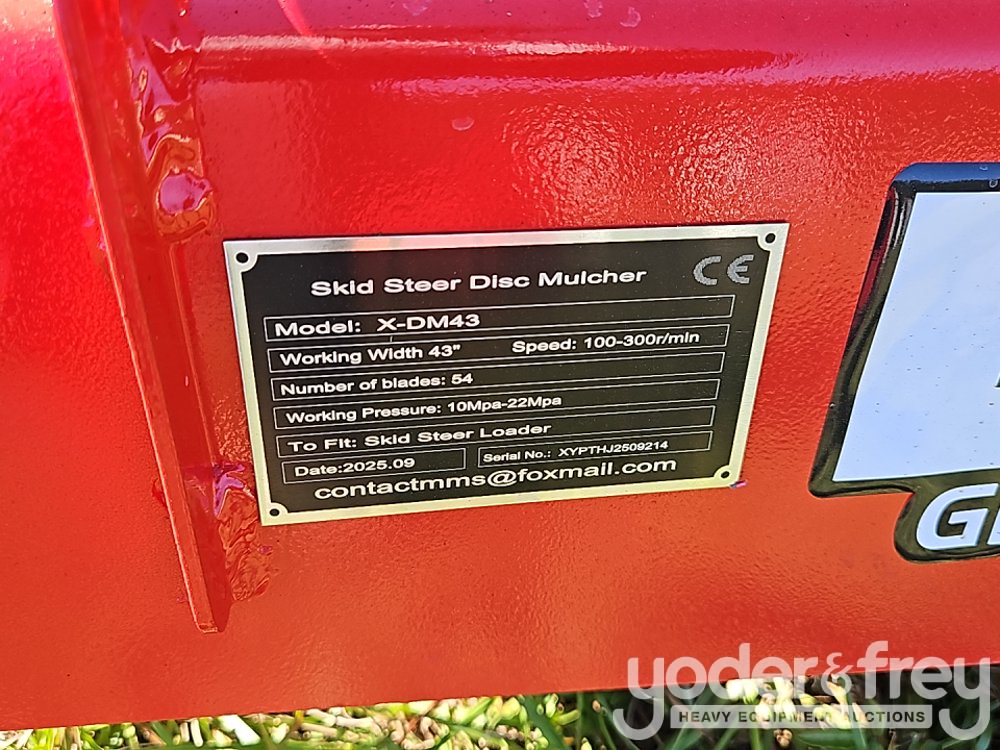 Skid Steer Disc Mulcher CE
Model: X-DM43
Working Width 43" Speed: 100-300r/min
Number of blades: 54
Working Pressure: 10Mpa-22Mpa
To Fit: Skid Steer Loader
Date:2025.09 Serial No.: XYPTHJ2509214
contactmms@foxmail.com
yoder&frey
HEAVY EQUIPMENT AUCTIONS